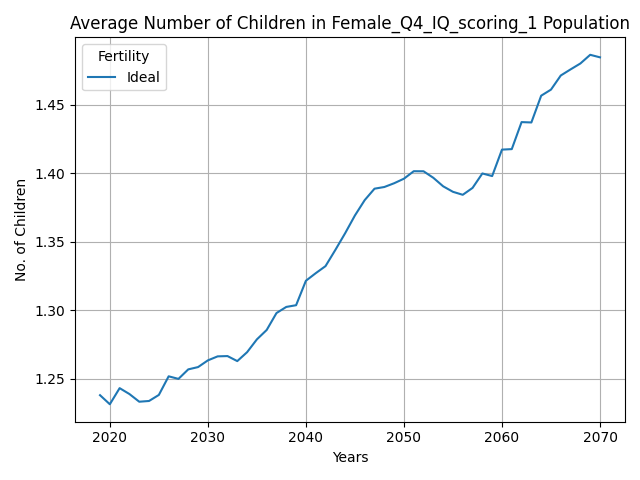 Average Number of Children in Female_Q4_IQ_scoring_1 Population
Fertility
Ideal
No. of Children
1.45
1.40
1.35
1.30
1.25
2020 2030 2040 2050 2060 2070
Years